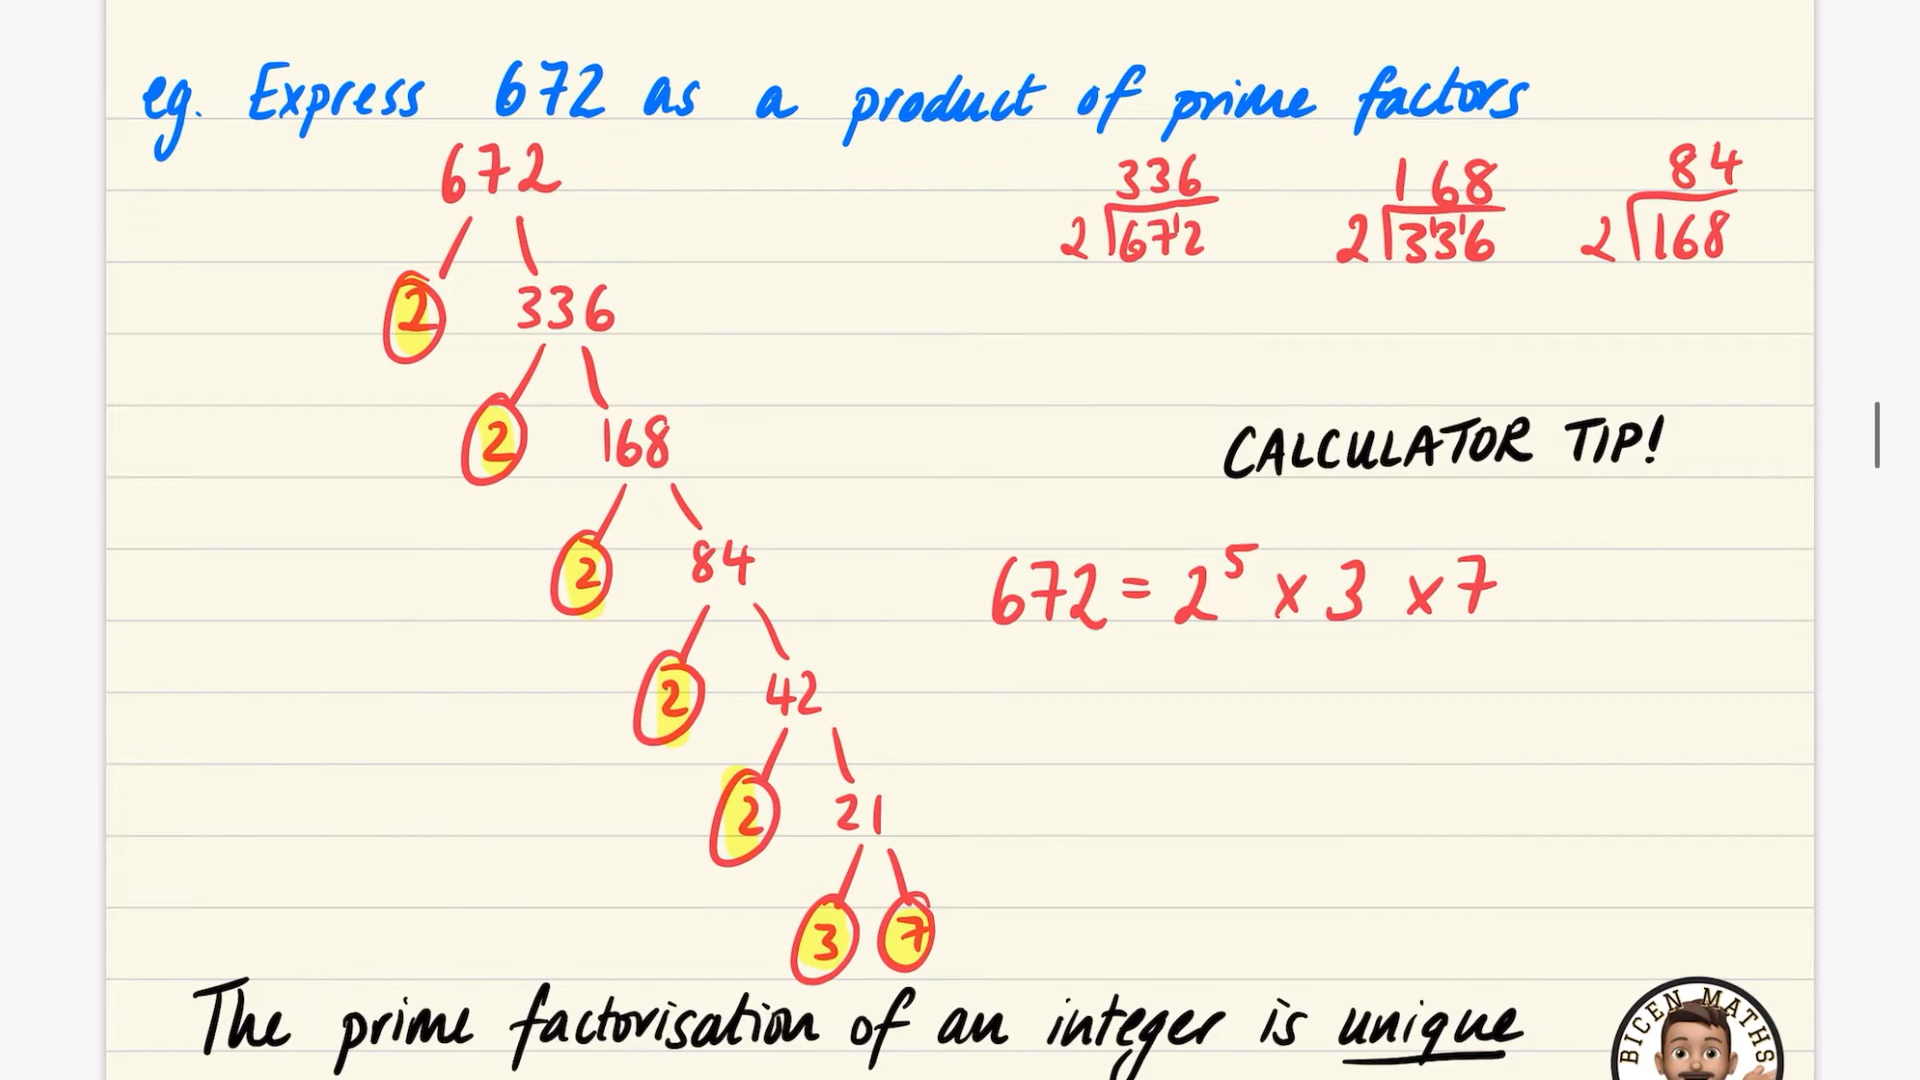 eg. Express 672 as a product of prime factors
672
2 336
2 168
2 84
2 42
2 21
3 7
336
2 672
168
2 336
84
2 168
CALCULATOR TIP!
672 = 2⁵ × 3 × 7
The prime factorisation of an integer is unique
BICEN MATHS